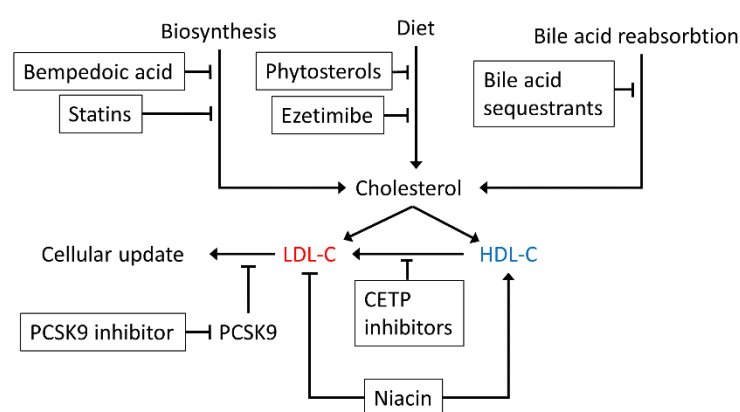 Biosynthesis
Diet
Bile acid reabsorbtion
Bempedoic acid
Phytosterols
Bile acid
sequestrants
Statins
Ezetimibe
Cholesterol
Cellular update
LDL-C
HDL-C
CETP
inhibitors
PCSK9 inhibitor
PCSK9
Niacin